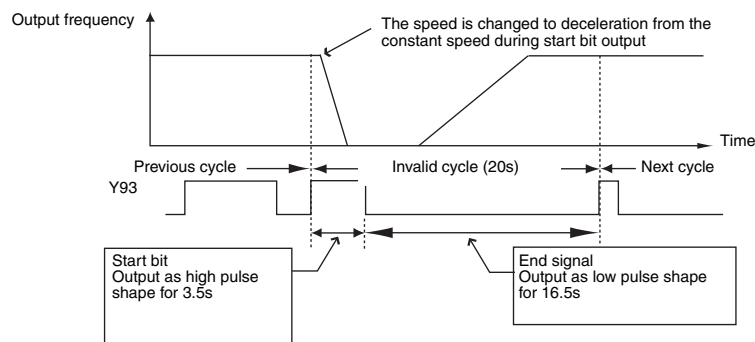 Output frequency
The speed is changed to deceleration from the
constant speed during start bit output
Time
Previous cycle
Invalid cycle (20s)
Next cycle
Y93
Start bit
Output as high pulse
shape for 3.5s
End signal
Output as low pulse shape
for 16.5s